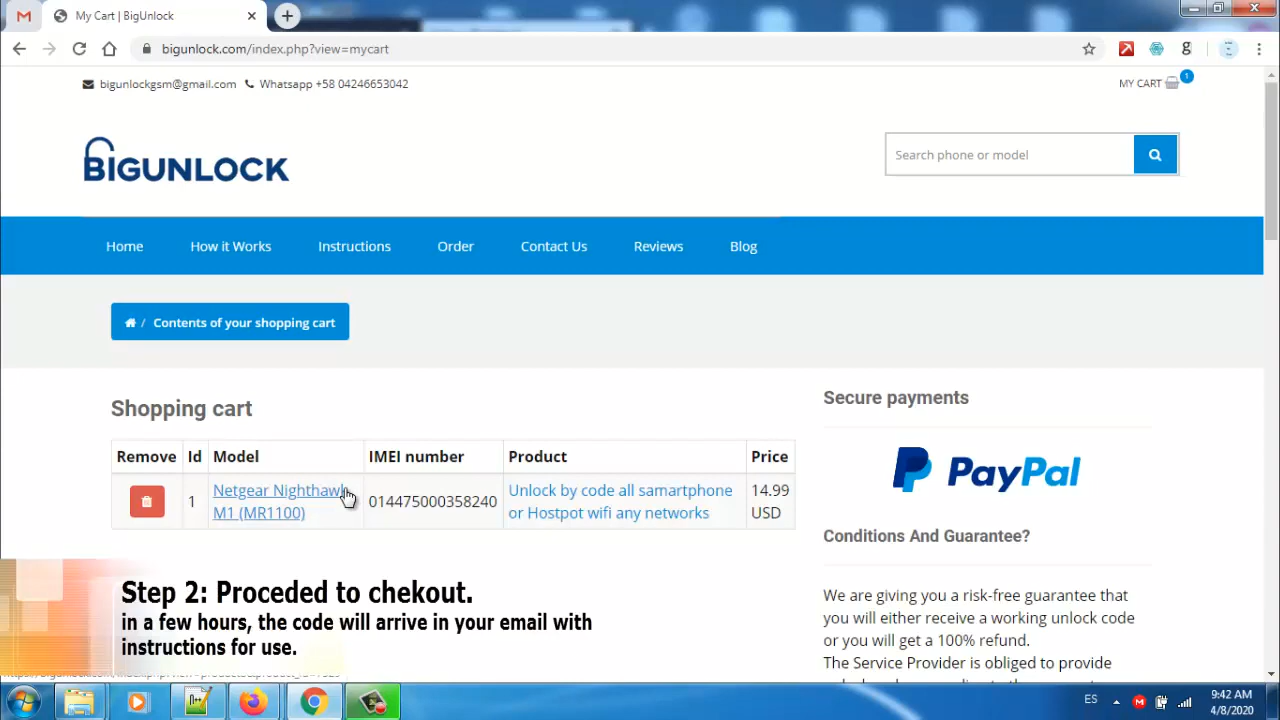 My Cart | BigUnlock
bigunlock.com/index.php?view=mycart
bigunlockgsm@gmail.com Whatsapp +58 04246653042
MY CART 1
BIGUNLOCK
Search phone or model
Home How it Works Instructions Order Contact Us Reviews Blog
/ Contents of your shopping cart
Shopping cart
Remove Id Model IMEI number Product Price
1 Netgear Nighthawk M1 (MR1100) 014475000358240 Unlock by code all samartphone or Hostpot wifi any networks 14.99 USD
Secure payments
PayPal
Conditions And Guarantee?
We are giving you a risk-free guarantee that
you will either receive a working unlock code
or you will get a 100% refund.
The Service Provider is obligated to provide
Step 2: Proceded to chekout.
in a few hours, the code will arrive in your email with
instructions for use.
ES
9:42 AM
4/8/2020